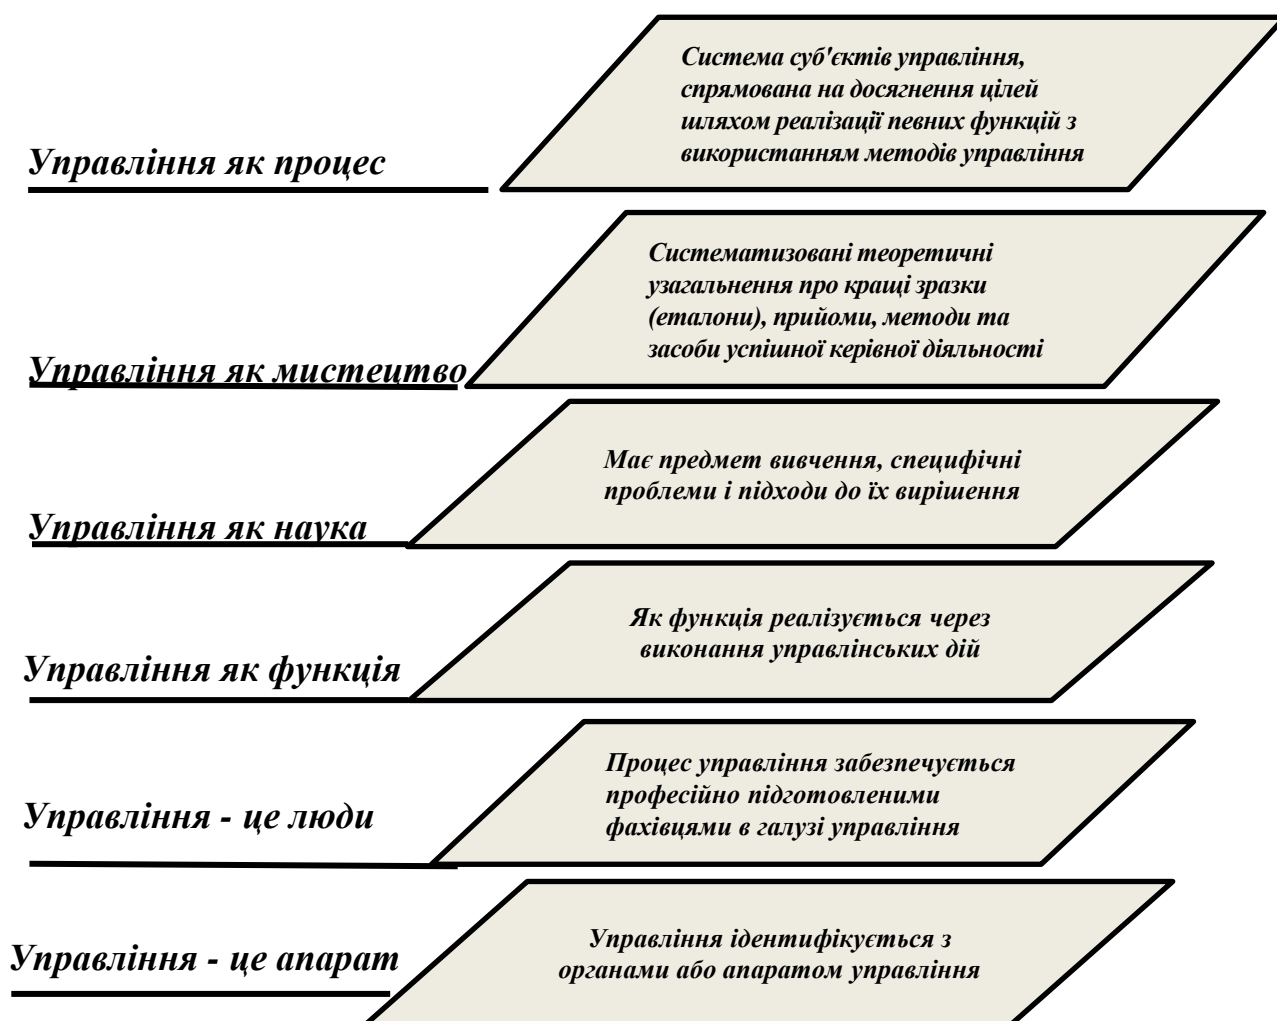 Система суб'єктів управління,
спрямована на досягнення цілей
шляхом реалізації певних функцій з
використанням методів управління
Управління як процес
Систематизовані теоретичні
узагальнення про кращі зразки
(еталони), прийоми, методи та
засоби успішної керівної діяльності
Управління як мистецтво
Має предмет вивчення, специфічні
проблеми і підходи до їх вирішення
Управління як наука
Як функція реалізується через
виконання управлінських дій
Управління як функція
Процес управління забезпечується
професійно підготовленими
фахівцями в галузі управління
Управління - це люди
Управління ідентифікується з
органами або апаратом управління
Управління - це апарат